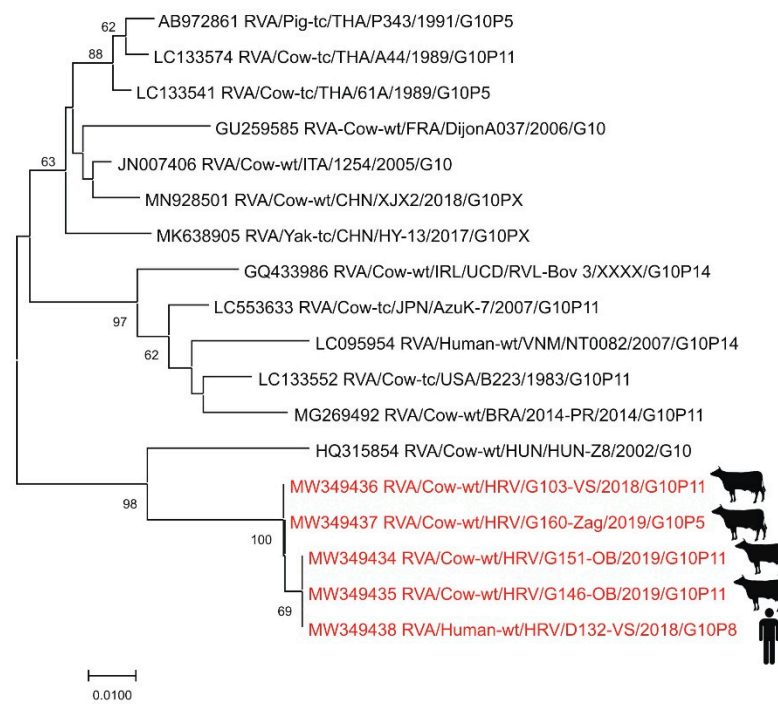 62
AB972861 RVA/Pig-tc/THA/P343/1991/G10P5
88
LC133574 RVA/Cow-tc/THA/A44/1989/G10P11
LC133541 RVA/Cow-tc/THA/61A/1989/G10P5
GU259585 RVA-Cow-wt/FRA/DijonA037/2006/G10
63
JN007406 RVA/Cow-wt/ITA/1254/2005/G10
MN928501 RVA/Cow-wt/CHN/XJX2/2018/G10PX
MK638905 RVA/Yak-tc/CHN/HY-13/2017/G10PX
GQ433986 RVA/Cow-wt/IRL/UCD/RVL-Bov 3/XXXX/G10P14
97
LC553633 RVA/Cow-tc/JPN/AzuK-7/2007/G10P11
62
LC095954 RVA/Human-wt/VNM/NT0082/2007/G10P14
LC133552 RVA/Cow-tc/USA/B223/1983/G10P11
MG269492 RVA/Cow-wt/BRA/2014-PR/2014/G10P11
HQ315854 RVA/Cow-wt/HUN/HUN-Z8/2002/G10
98
MW349436 RVA/Cow-wt/HRV/G103-VS/2018/G10P11
100
MW349437 RVA/Cow-wt/HRV/G160-Zag/2019/G10P5
MW349434 RVA/Cow-wt/HRV/G151-OB/2019/G10P11
69
MW349435 RVA/Cow-wt/HRV/G146-OB/2019/G10P11
MW349438 RVA/Human-wt/HRV/D132-VS/2018/G10P8
0.0100